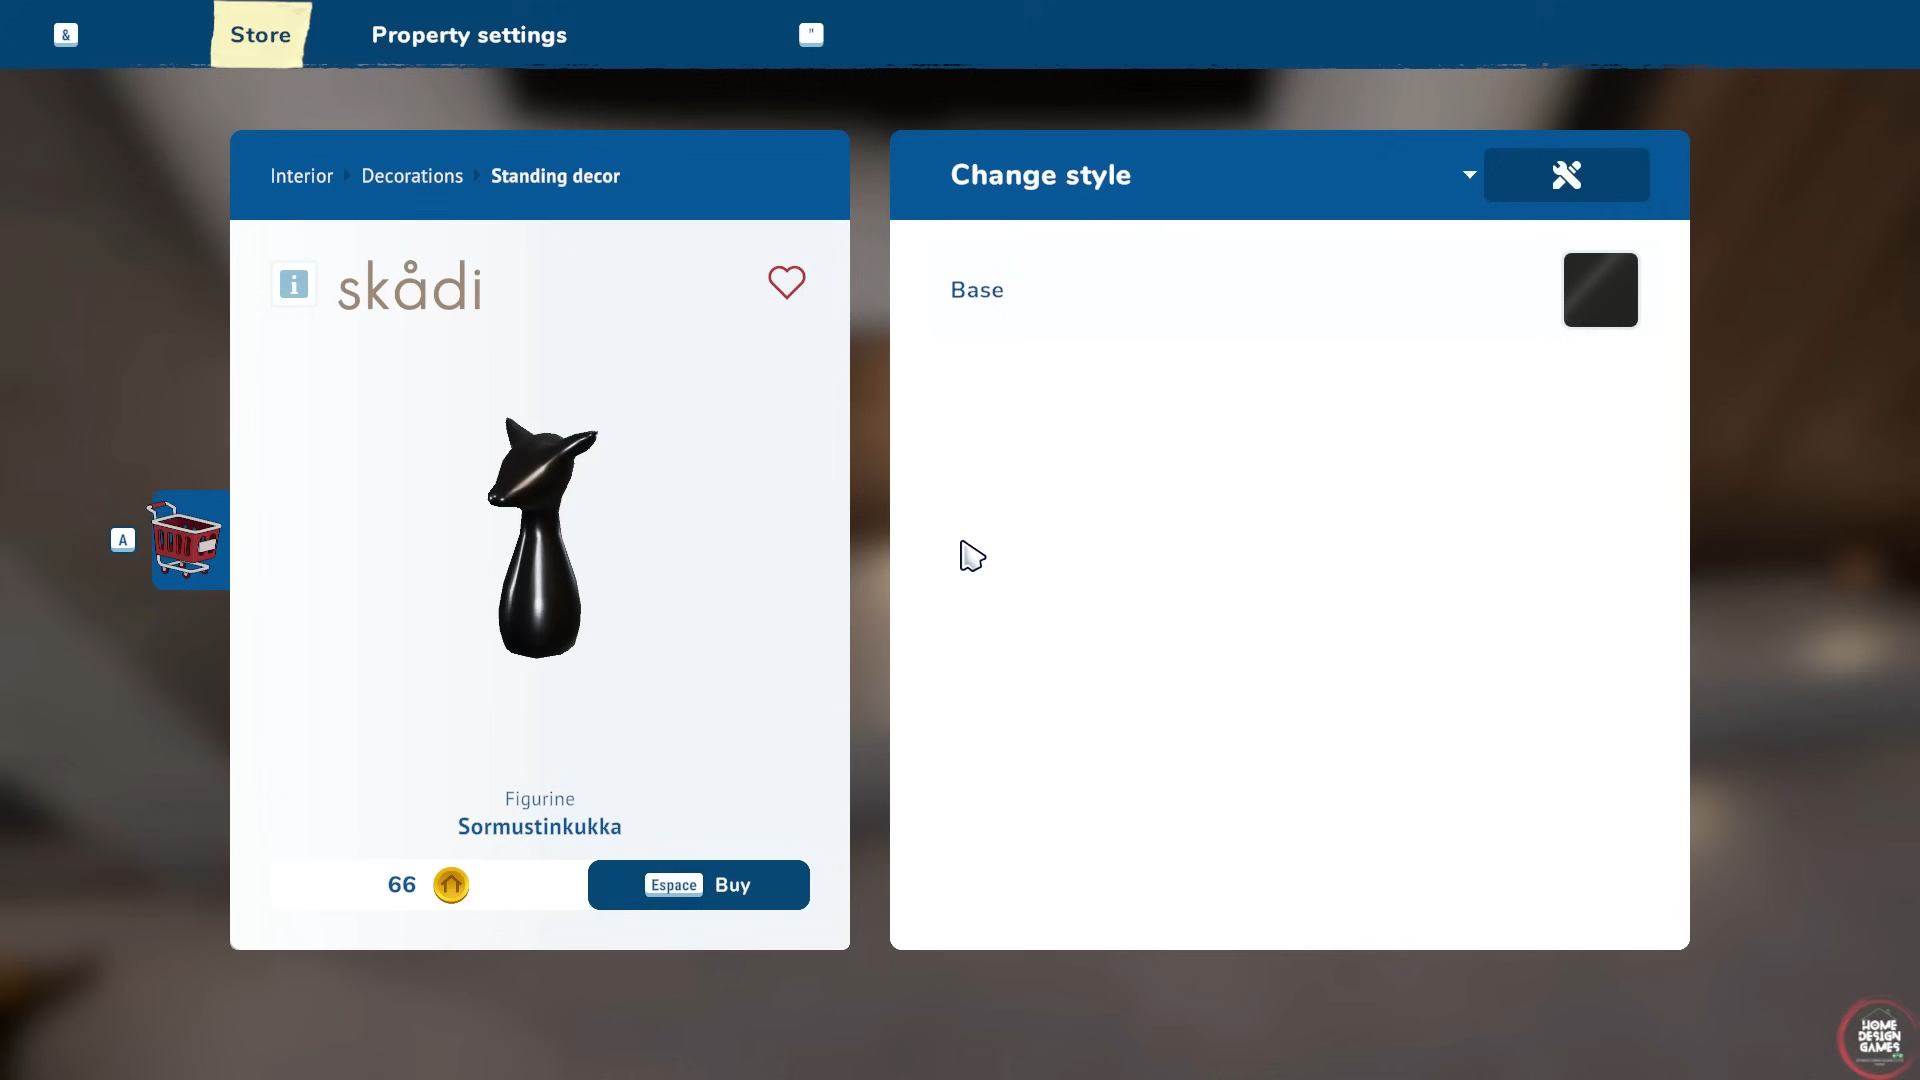 &
Store
Property settings
"
Interior
Decorations
Standing decor
Change style
i
skådi
Base
A
Figurine
Sormustinkukka
66
Espace
Buy
HOME
DESIGN
GAMES